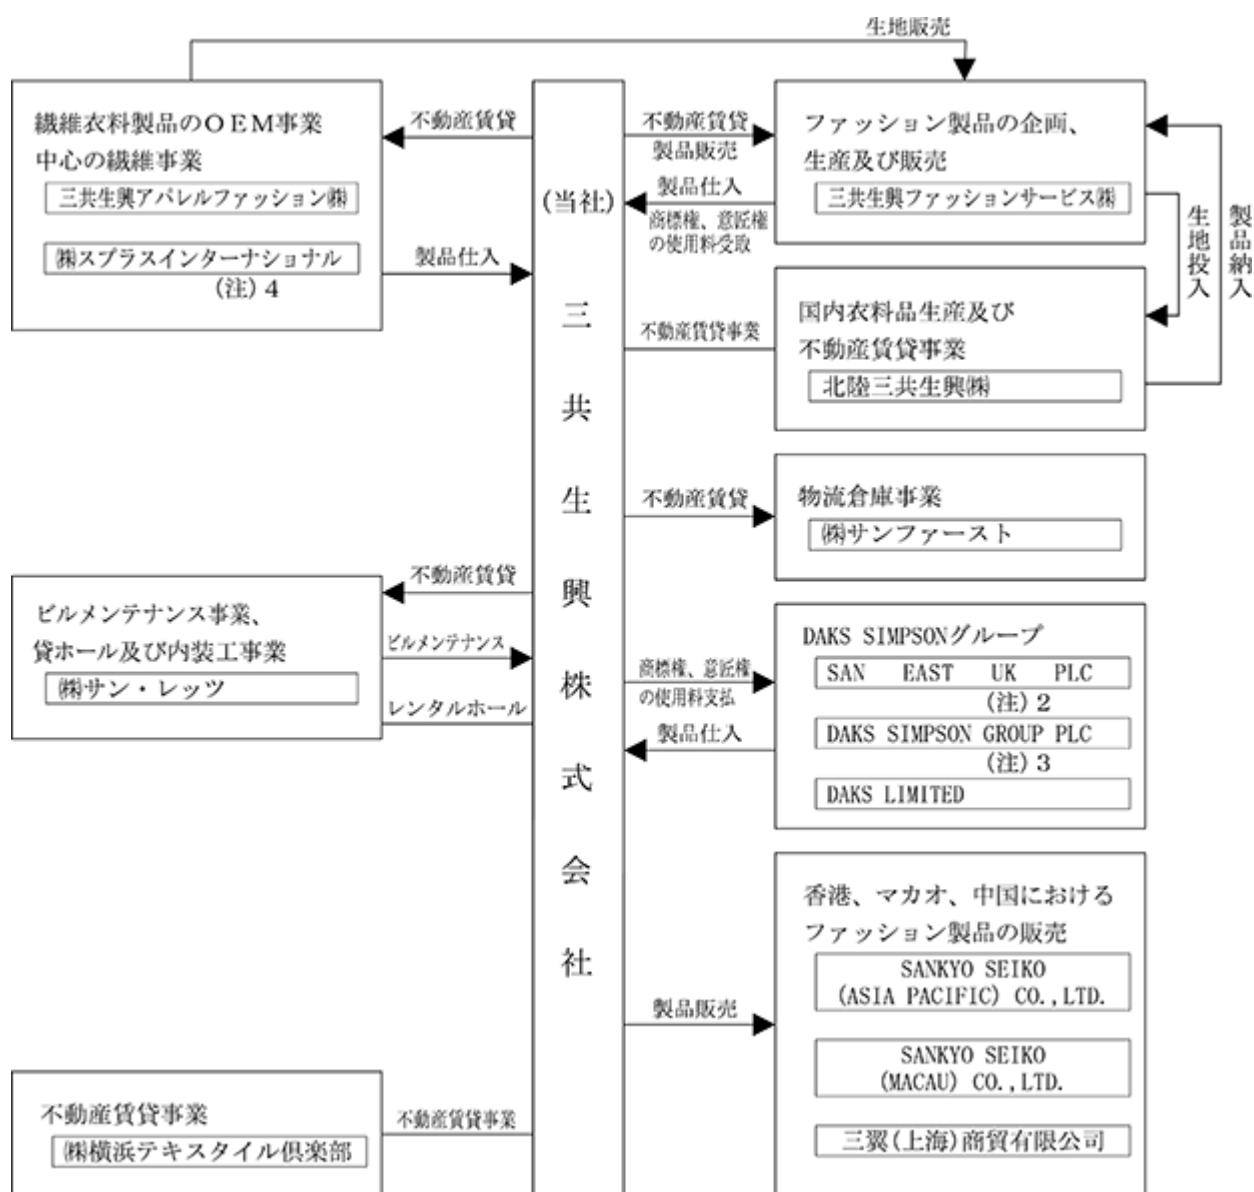 生地販売
繊維衣料製品のＯＥＭ事業
中心の繊維事業
三共生興アパレルファッション㈱
㈱スプラスインターナショナル
(注) 4
不動産賃貸
製品仕入
(当社)
三共生興株式会社
不動産賃貸
製品販売
製品仕入
商標権、意匠権
の使用料受取
ファッション製品の企画、
生産及び販売
三共生興ファッションサービス㈱
生地投入
製品納入
不動産賃貸事業
国内衣料品生産及び
不動産賃貸事業
北陸三共生興㈱
不動産賃貸
物流倉庫事業
㈱サンファースト
ビルメンテナンス事業、
貸ホール及び内装工事業
㈱サン・レッツ
不動産賃貸
ビルメンテナンス
レンタルホール
商標権、意匠権
の使用料支払
製品仕入
DAKS SIMPSONグループ
SAN EAST UK PLC
(注) 2
DAKS SIMPSON GROUP PLC
(注) 3
DAKS LIMITED
製品販売
香港、マカオ、中国における
ファッション製品の販売
SANKYO SEIKO
(ASIA PACIFIC) CO.,LTD.
SANKYO SEIKO
(MACAU) CO.,LTD.
三翼(上海)商貿有限公司
不動産賃貸事業
㈱横浜テキスタイル倶楽部
不動産賃貸事業